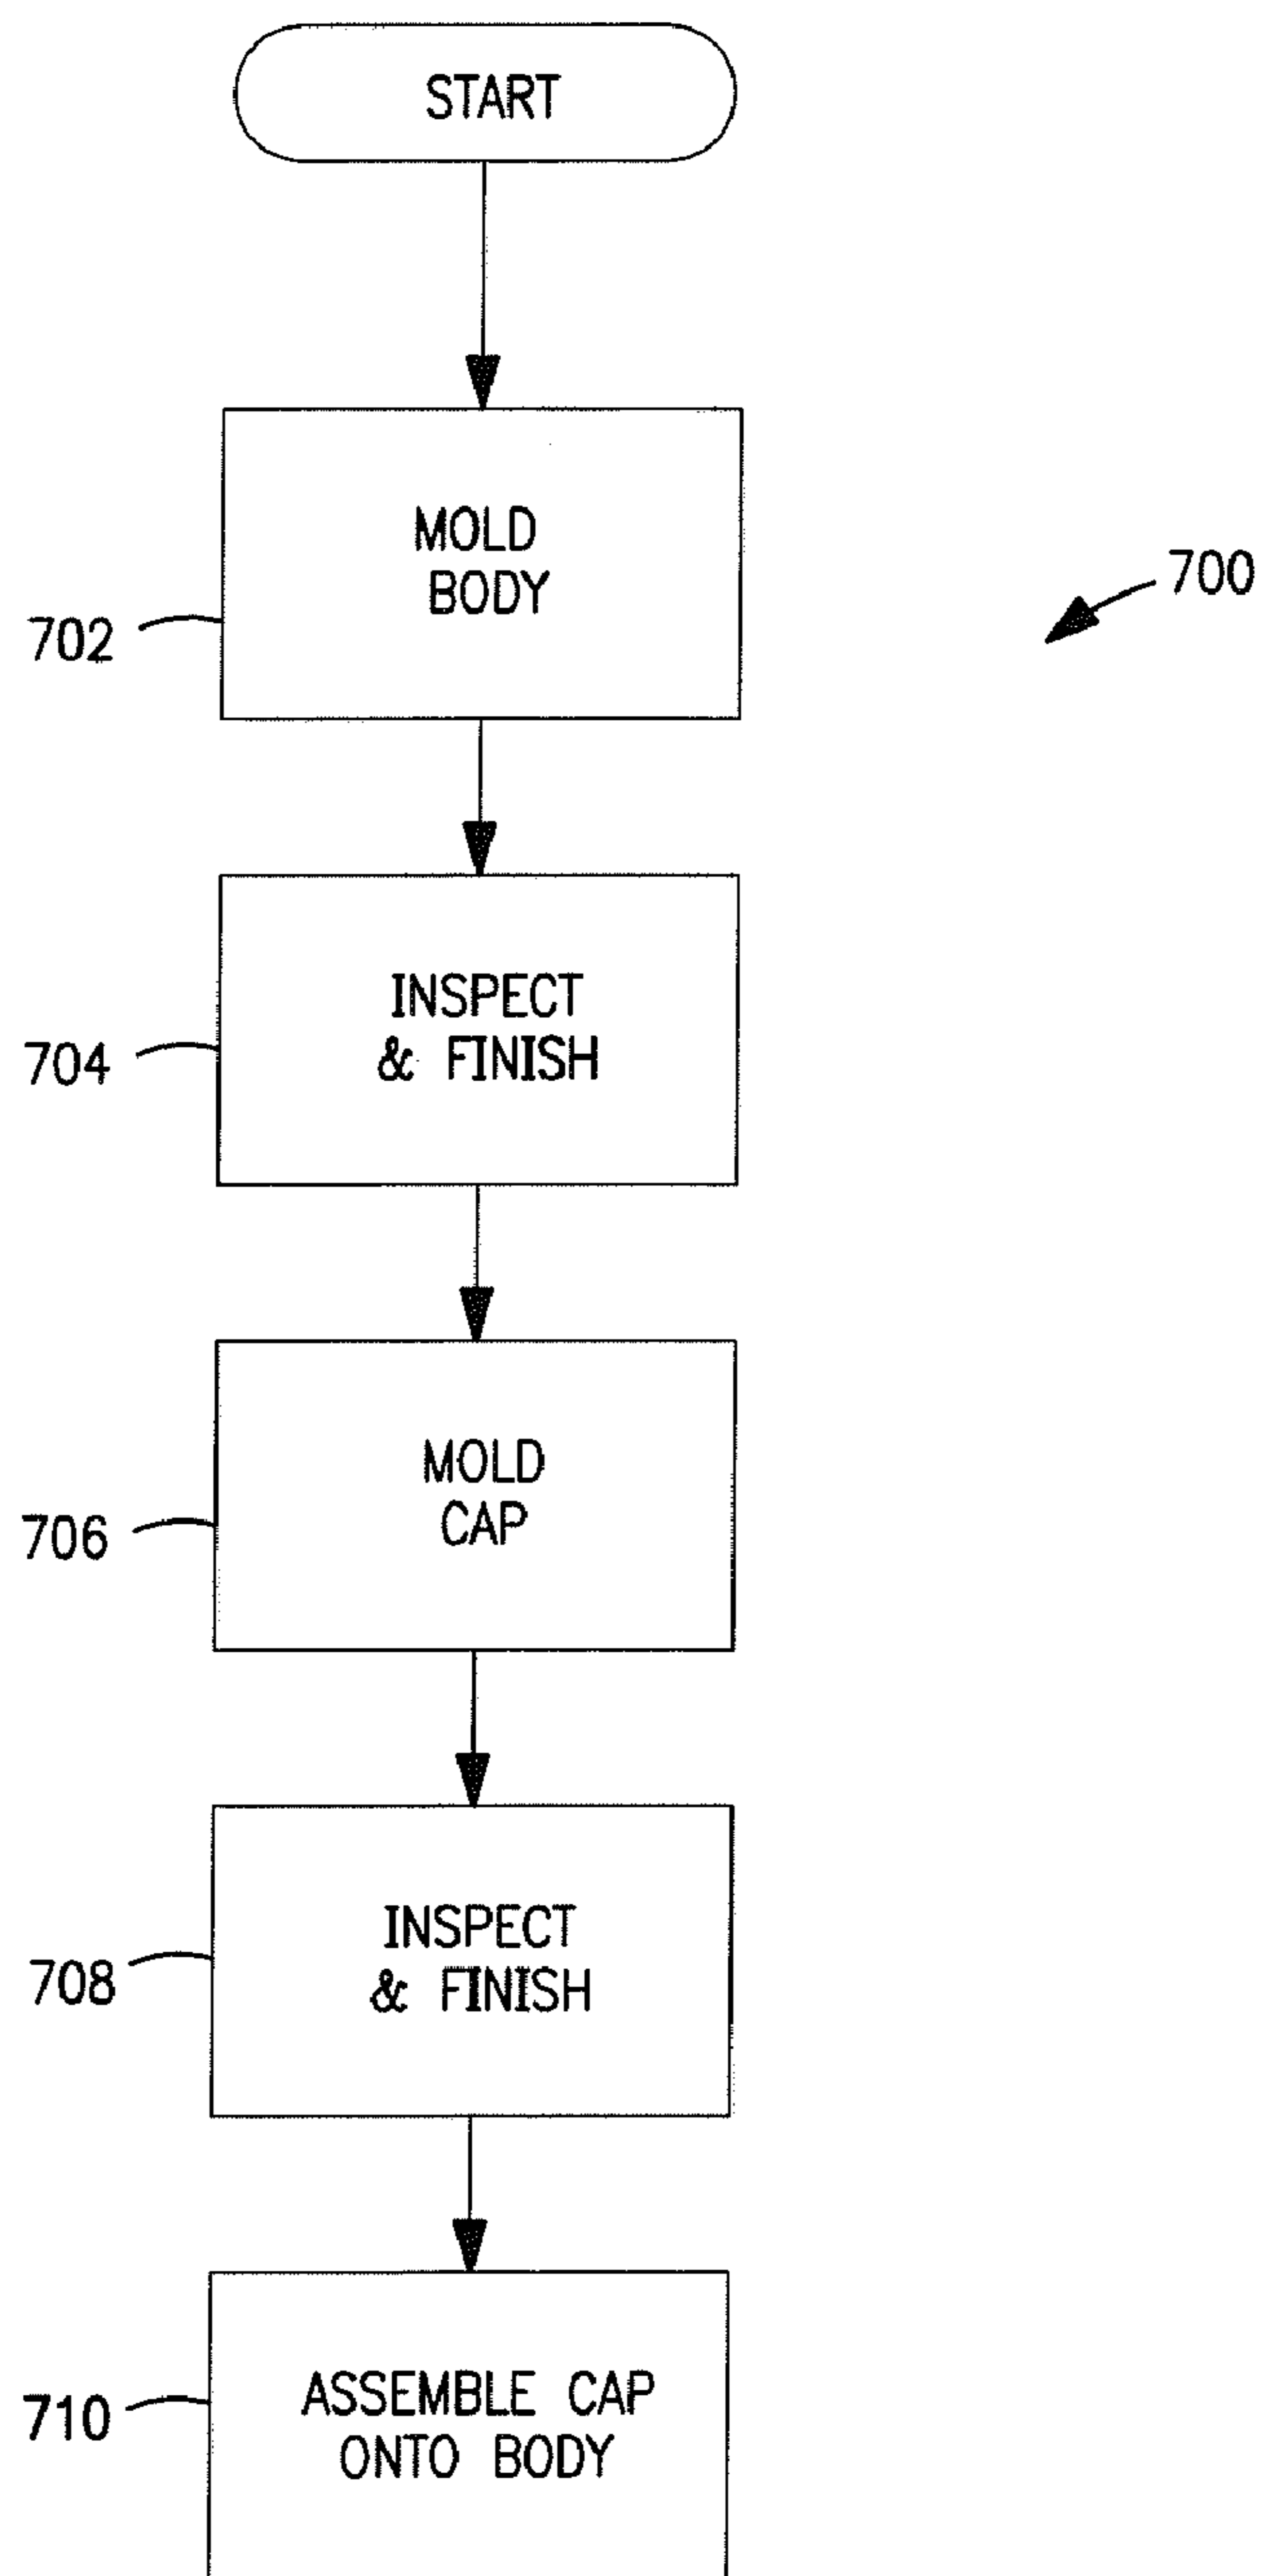 START
MOLD
BODY
700
702
INSPECT
& FINISH
704
MOLD
CAP
706
INSPECT
& FINISH
708
ASSEMBLE CAP
ONTO BODY
710